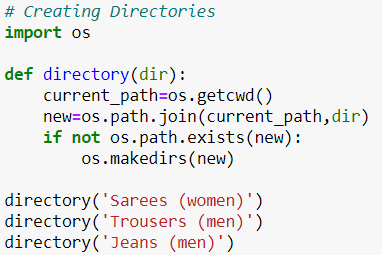 # Creating Directories
import os

def directory(dir):
    current_path=os.getcwd()
    new=os.path.join(current_path,dir)
    if not os.path.exists(new):
        os.makedirs(new)

directory('Sarees (women)')
directory('Trousers (men)')
directory('Jeans (men)')